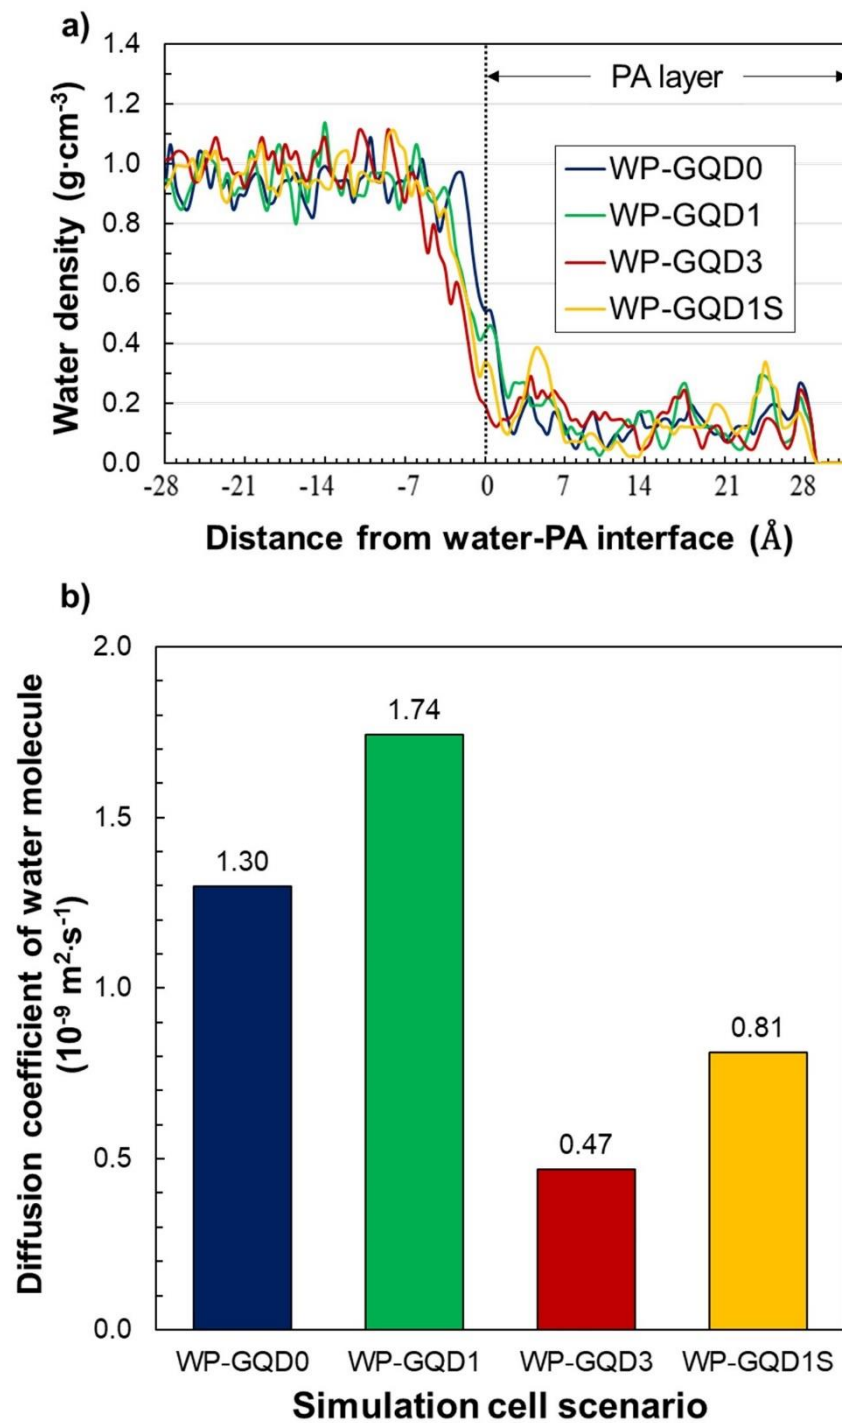 a)
Water density (g·cm⁻³)
1.4
1.2
1.0
0.8
0.6
0.4
0.2
0.0
PA layer
WP-GQD0
WP-GQD1
WP-GQD3
WP-GQD1S
-28 -21 -14 -7 0 7 14 21 28
Distance from water-PA interface (Å)
b)
Diffusion coefficient of water molecule
(10⁻⁹ m²·s⁻¹)
2.0
1.5
1.0
0.5
0.0
1.30
1.74
0.47
0.81
WP-GQD0 WP-GQD1 WP-GQD3 WP-GQD1S
Simulation cell scenario